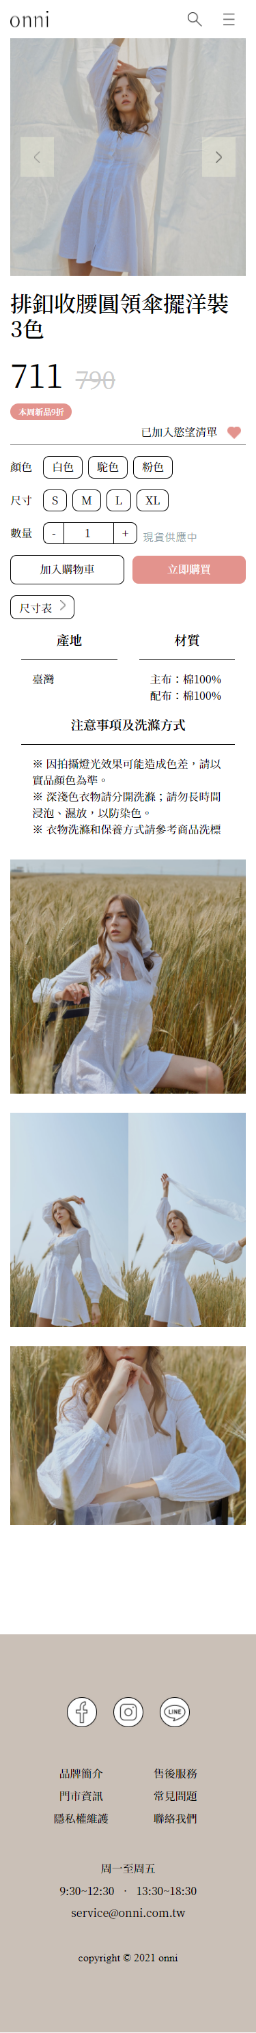 onni
排釦收腰圓領傘擺洋裝
3色
711 790
本周新品9折
已加入慾望清單
顏色 白色 駝色 粉色
尺寸 S M L XL
數量 - 1 + 現貨供應中
加入購物車 立即購買
尺寸表
產地 材質
臺灣 主布：棉100%
配布：棉100%
注意事項及洗滌方式
※ 因拍攝燈光效果可能造成色差，請以
實品顏色為準。
※ 深淺色衣物請分開洗滌；請勿長時間
浸泡、濕放，以防染色。
※ 衣物洗滌和保養方式請參考商品洗標
LINE
品牌簡介 售後服務
門市資訊 常見問題
隱私權維護 聯絡我們
周一至周五
9:30~12:30 · 13:30~18:30
service@onni.com.tw
copyright © 2021 onni